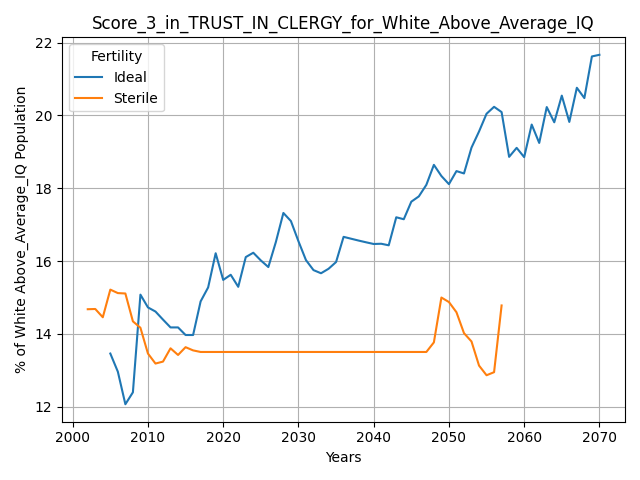 Score_3_in_TRUST_IN_CLERGY_for_White_Above_Average_IQ
% of White Above_Average_IQ Population
22
20
18
16
14
12
Fertility
Ideal
Sterile
2000 2010 2020 2030 2040 2050 2060 2070
Years